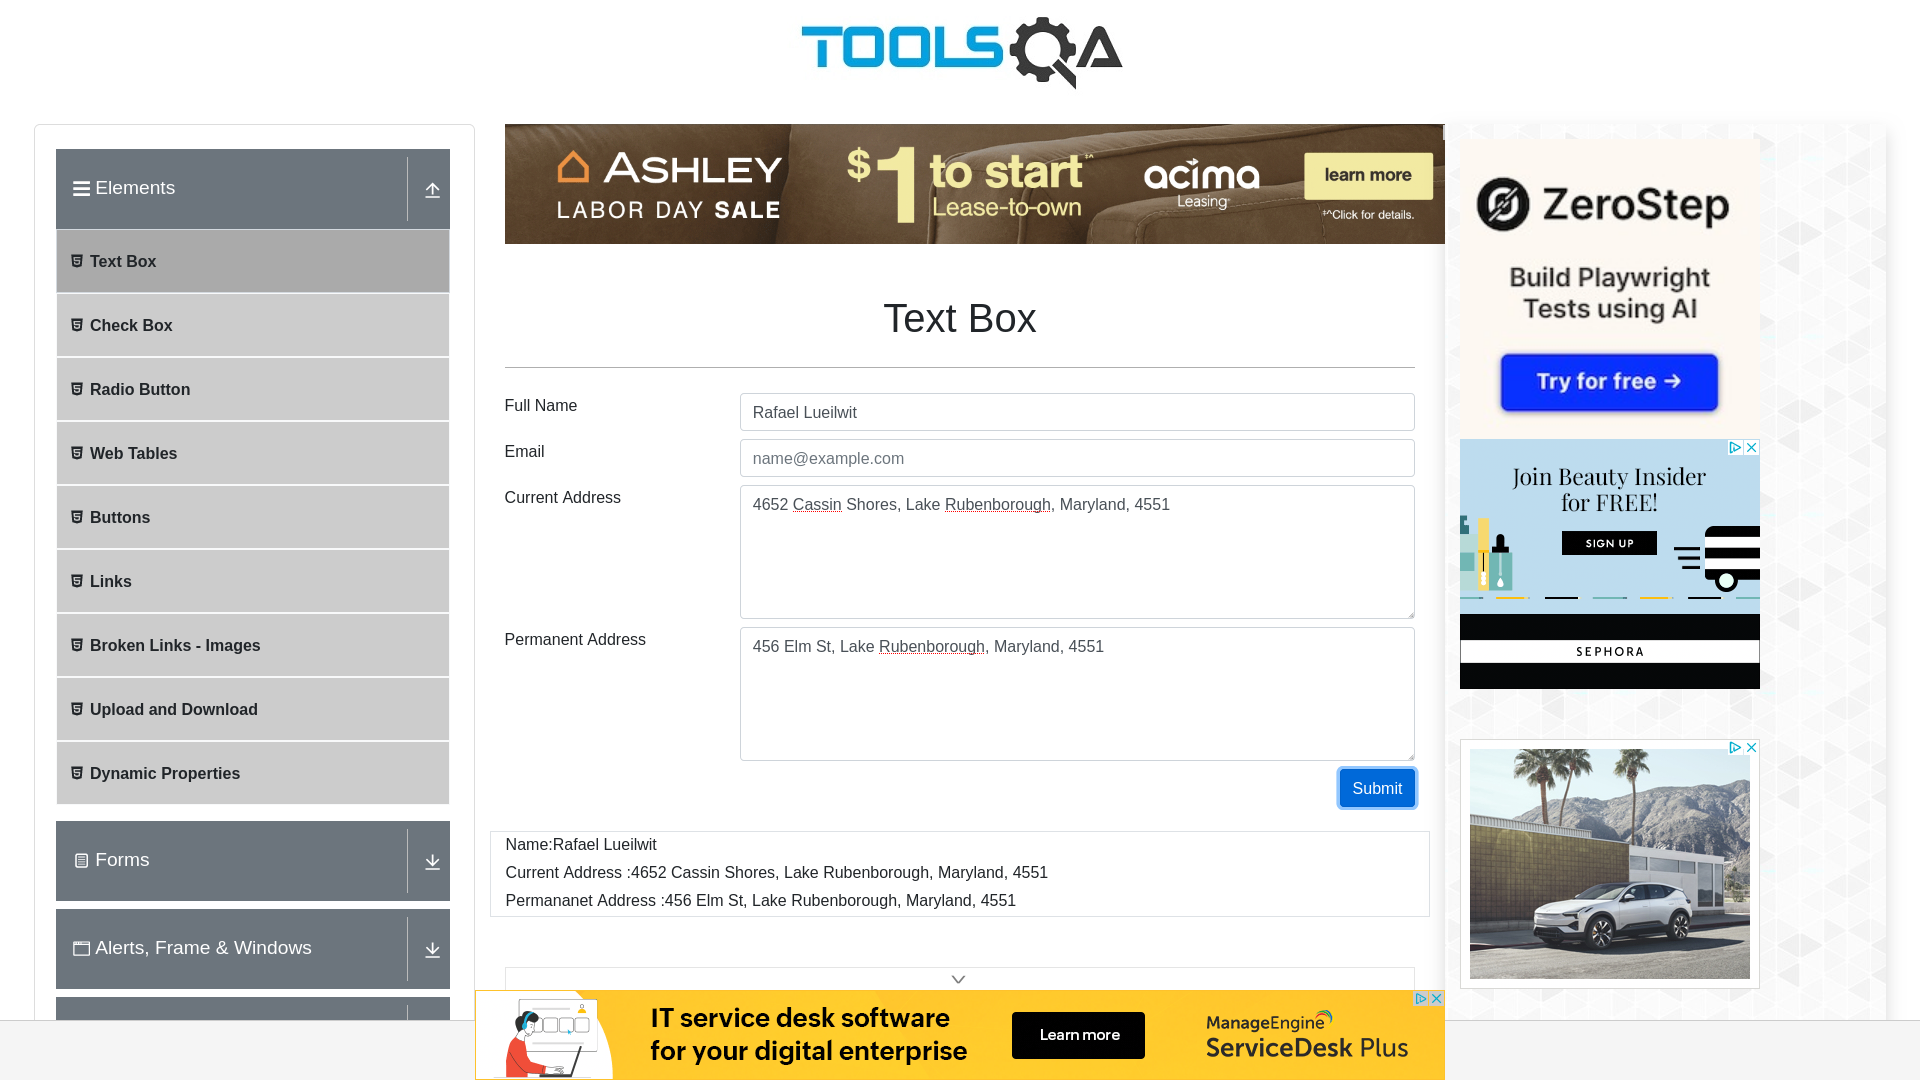 TOOLSQA
Elements
Text Box
Check Box
Radio Button
Web Tables
Buttons
Links
Broken Links - Images
Upload and Download
Dynamic Properties
Forms
Alerts, Frame & Windows
ASHLEY
LABOR DAY SALE
$1 to start‡^
Lease-to-own
acima
Leasing
learn more
‡^Click for details.
Text Box
Full Name
Rafael Lueilwit
Email
name@example.com
Current Address
4652 Cassin Shores, Lake Rubenborough, Maryland, 4551
Permanent Address
456 Elm St, Lake Rubenborough, Maryland, 4551
Submit
Name:Rafael Lueilwit
Current Address :4652 Cassin Shores, Lake Rubenborough, Maryland, 4551
Permananet Address :456 Elm St, Lake Rubenborough, Maryland, 4551
IT service desk software
for your digital enterprise
Learn more
ManageEngine
ServiceDesk Plus
ZeroStep
Build Playwright
Tests using AI
Try for free →
Join Beauty Insider
for FREE!
SIGN UP
SEPHORA